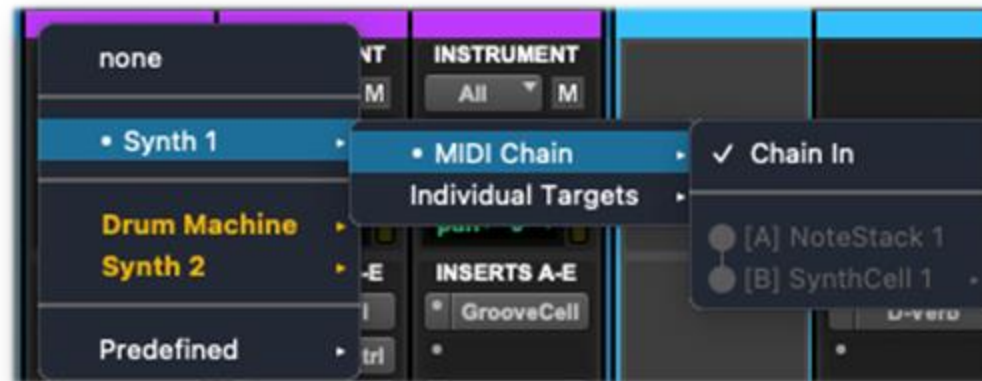 none
NT
INSTRUMENT
M
All
M
• Synth 1
• MIDI Chain
✓ Chain In
Individual Targets
Drum Machine
[A] NoteStack 1
Synth 2
-E
INSERTS A-E
[B] SynthCell 1
GrooveCell
D-Verb
Predefined
trl